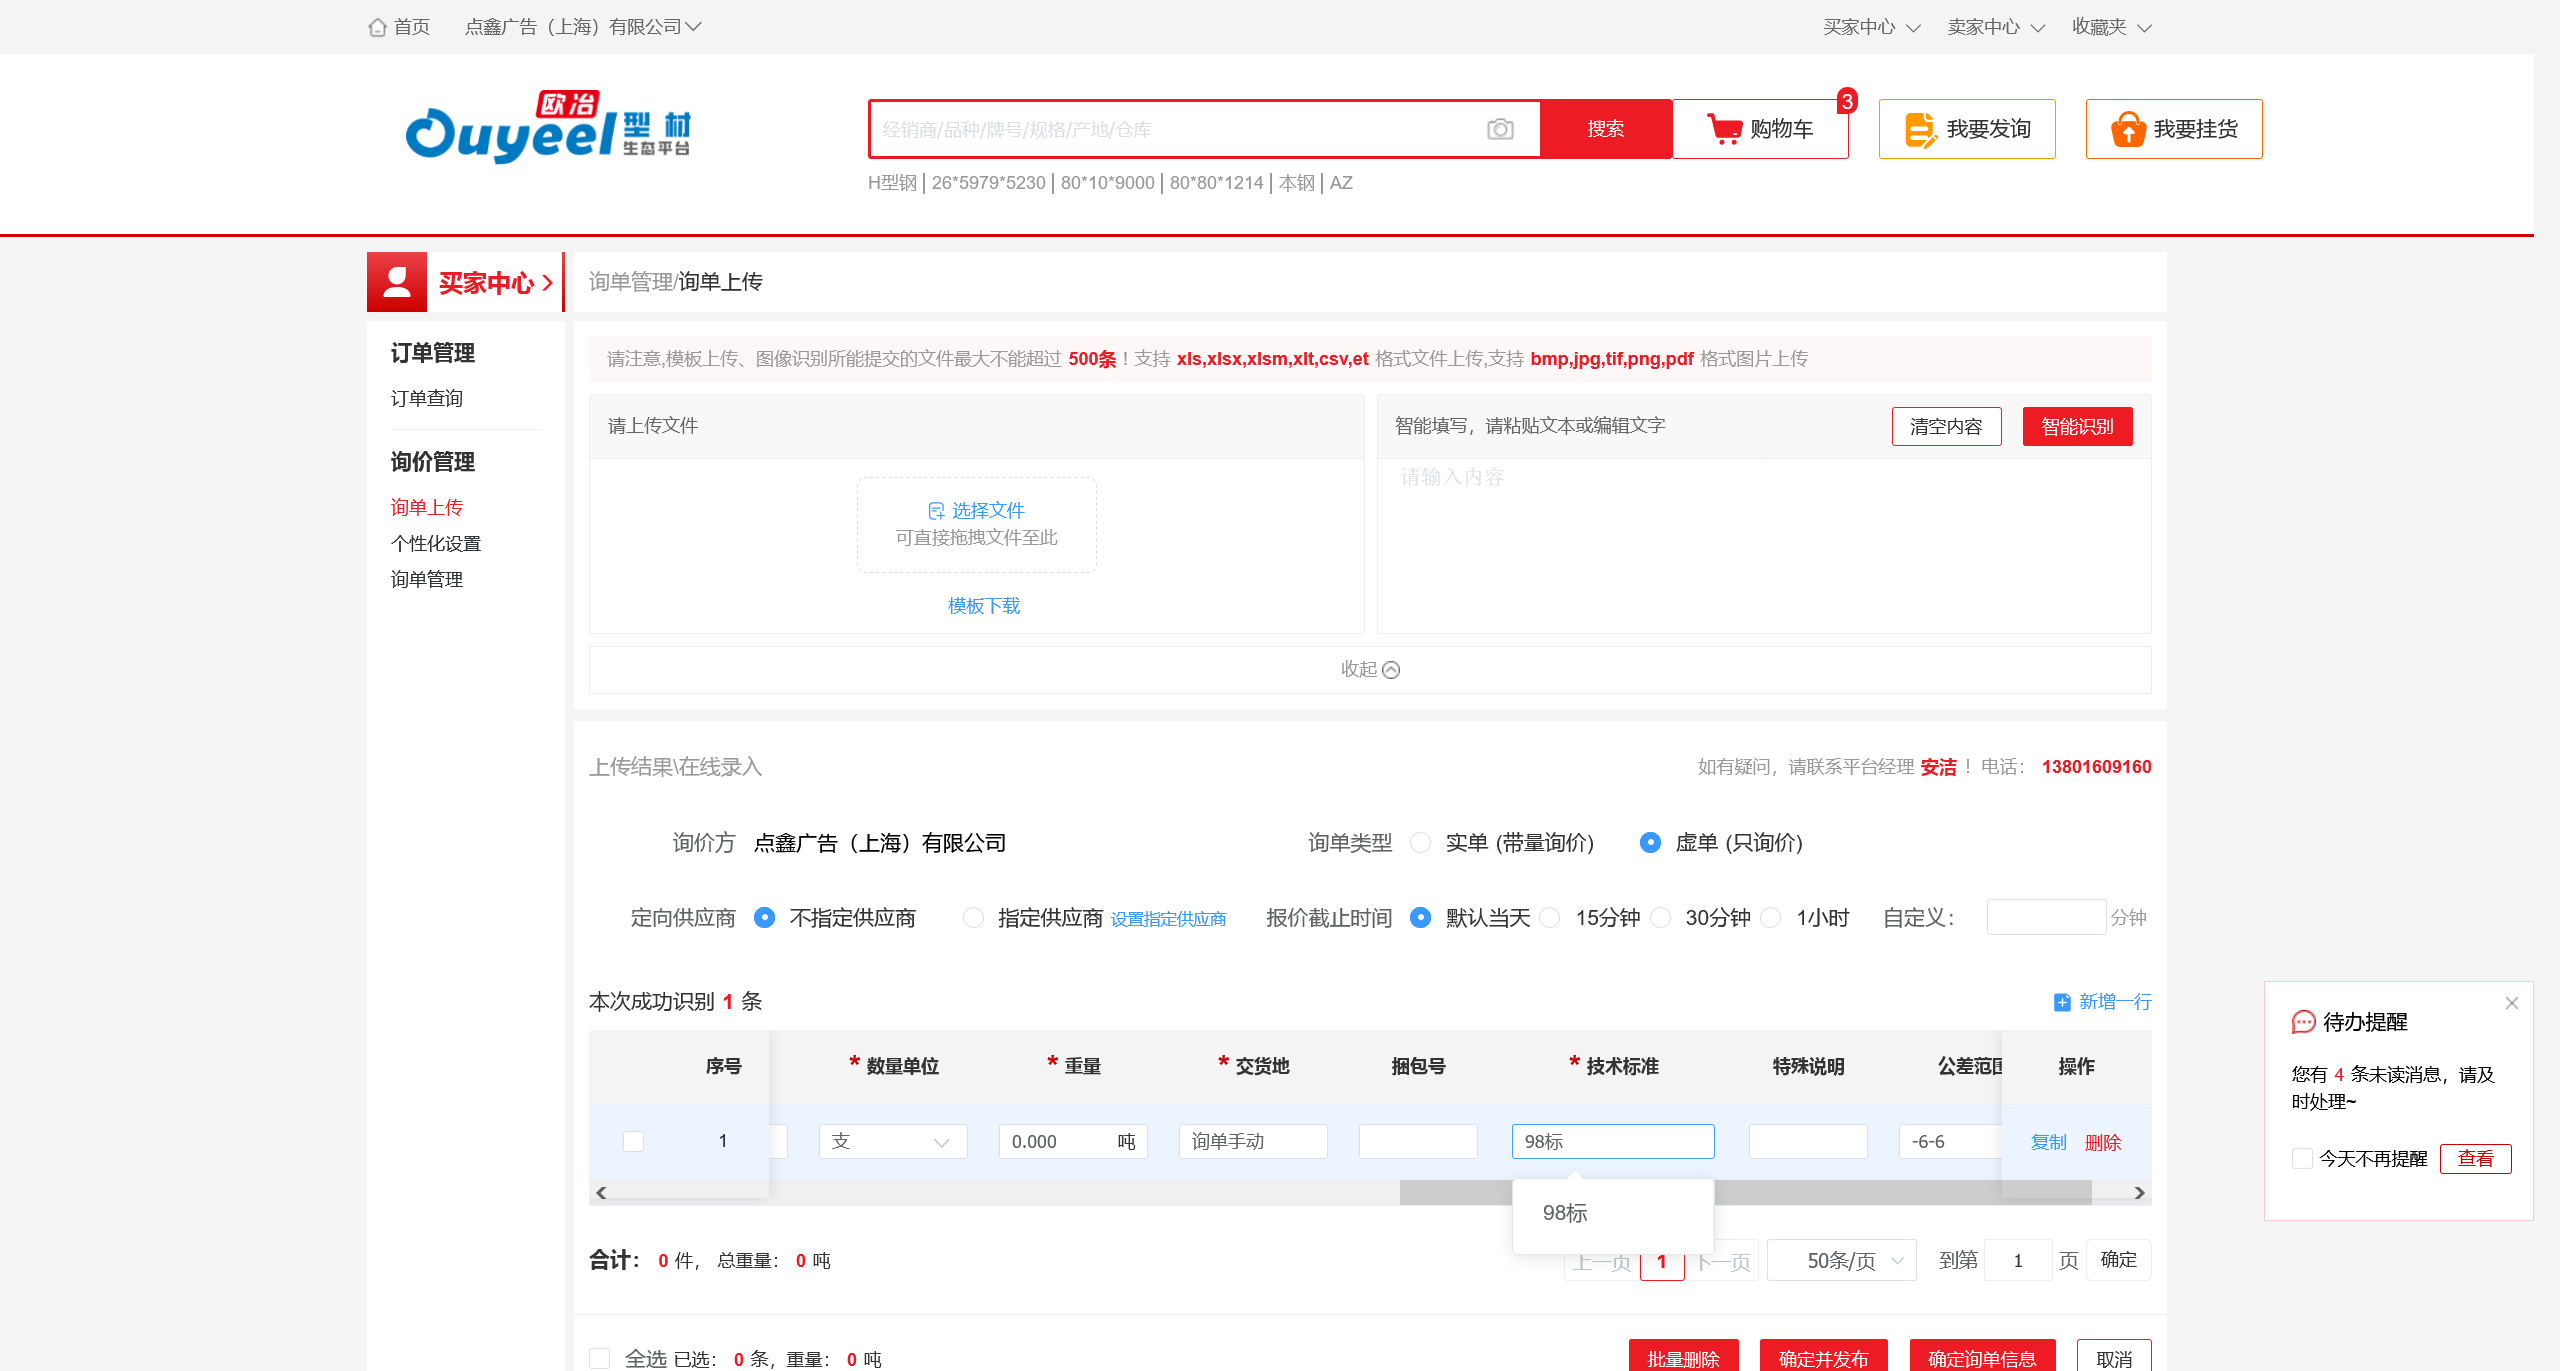 首页 点鑫广告（上海）有限公司 买家中心 卖家中心 收藏夹
欧冶 Ouyeel 型材 生态平台
经销商/品种/牌号/规格/产地/仓库 搜索 购物车 3 我要发询 我要挂货
H型钢 | 26*5979*5230 | 80*10*9000 | 80*80*1214 | 本钢 | AZ
买家中心 询单管理/询单上传
订单管理
订单查询
询价管理
询单上传
个性化设置
询单管理
请注意,模板上传、图像识别所能提交的文件最大不能超过 500条！支持 xls,xlsx,xlsm,xlt,csv,et 格式文件上传,支持 bmp,jpg,tif,png,pdf 格式图片上传
请上传文件
选择文件
可直接拖拽文件至此
模板下载
智能填写，请粘贴文本或编辑文字 清空内容 智能识别
请输入内容
收起
上传结果\在线录入 如有疑问，请联系平台经理 安洁 ！电话： 13801609160
询价方 点鑫广告（上海）有限公司 询单类型 实单 (带量询价) 虚单 (只询价)
定向供应商 不指定供应商 指定供应商 设置指定供应商 报价截止时间 默认当天 15分钟 30分钟 1小时 自定义： 分钟
本次成功识别 1 条 新增一行
序号 * 数量单位 * 重量 * 交货地 捆包号 * 技术标准 特殊说明 公差范围 操作
1 支 0.000 吨 询单手动 98标 -6-6 复制 删除
98标
合计： 0 件， 总重量： 0 吨 上一页 1 下一页 50条/页 到第 1 页 确定
全选 已选： 0 条，重量： 0 吨 批量删除 确定并发布 确定询单信息 取消
待办提醒
您有 4 条未读消息，请及
时处理~
今天不再提醒 查看